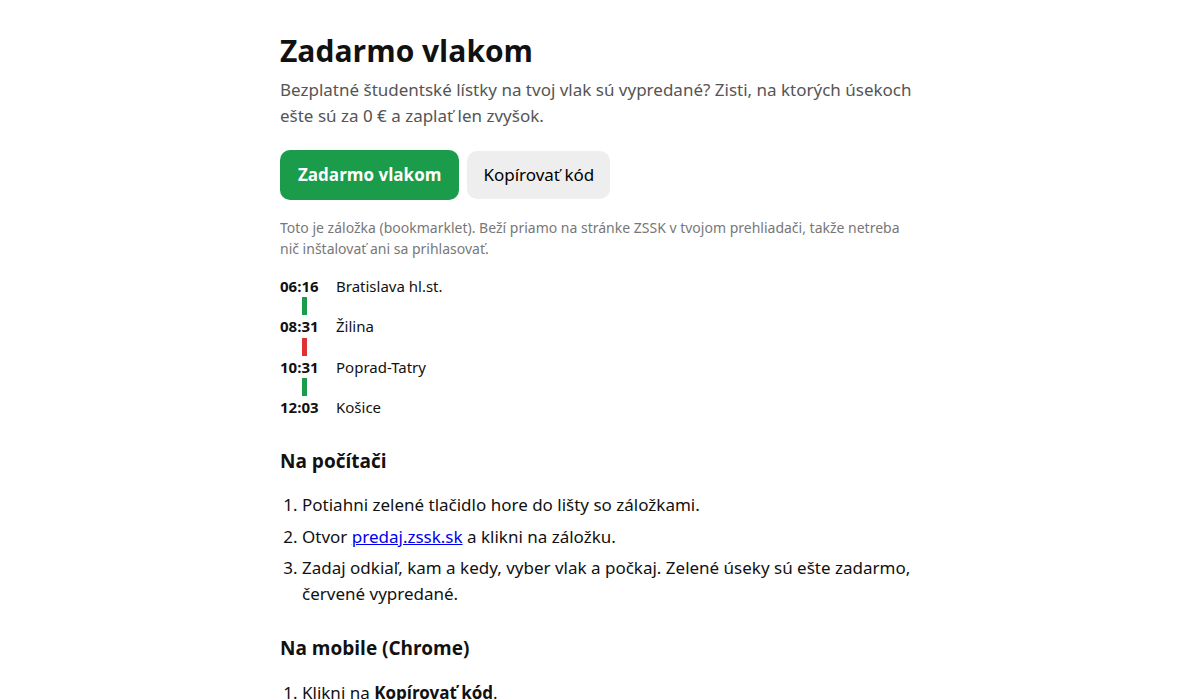 Zadarmo vlakom
Bezplatné študentské lístky na tvoj vlak sú vypredané? Zisti, na ktorých úsekoch
ešte sú za 0 € a zaplať len zvyšok.
Zadarmo vlakom
Kopírovať kód
Toto je záložka (bookmarklet). Beží priamo na stránke ZSSK v tvojom prehliadači, takže netreba
nič inštalovať ani sa prihlasovať.
06:16 Bratislava hl.st.
08:31 Žilina
10:31 Poprad-Tatry
12:03 Košice
Na počítači
1. Potiahni zelené tlačidlo hore do lišty so záložkami.
2. Otvor predaj.zssk.sk a klikni na záložku.
3. Zadaj odkiaľ, kam a kedy, vyber vlak a počkaj. Zelené úseky sú ešte zadarmo,
červené vypredané.
Na mobile (Chrome)
1. Klikni na Kopírovať kód.